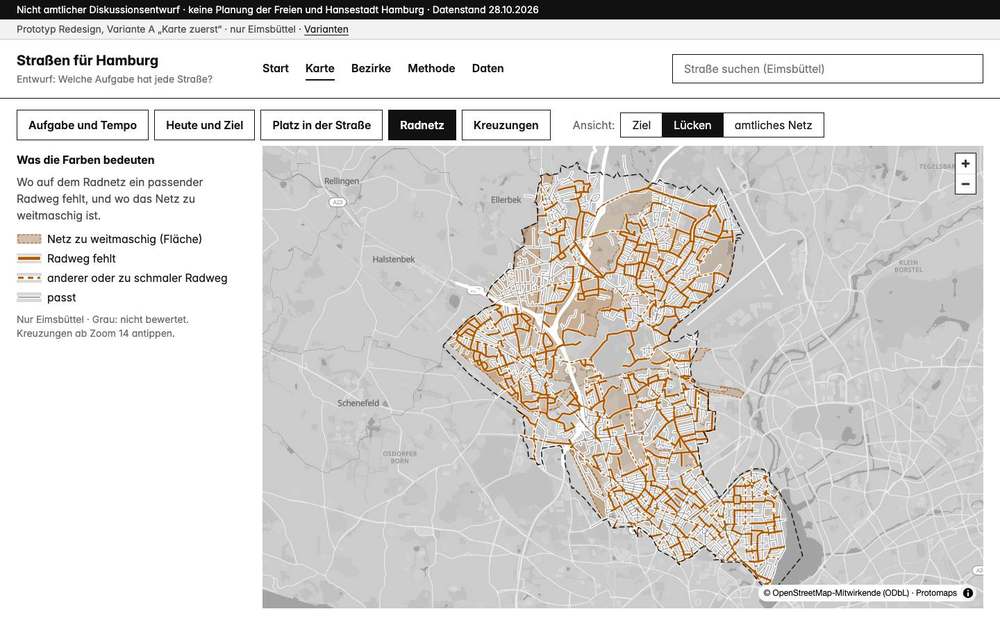 Nicht amtlicher Diskussionsentwurf · keine Planung der Freien und Hansestadt Hamburg · Datenstand 28.10.2026
Prototyp Redesign, Variante A „Karte zuerst“ · nur Eimsbüttel · Varianten
Straßen für Hamburg
Entwurf: Welche Aufgabe hat jede Straße?
Start Karte Bezirke Methode Daten
Straße suchen (Eimsbüttel)
Aufgabe und Tempo Heute und Ziel Platz in der Straße Radnetz Kreuzungen Ansicht: Ziel Lücken amtliches Netz
Was die Farben bedeuten
Wo auf dem Radnetz ein passender
Radweg fehlt, und wo das Netz zu
weitmaschig ist.
Netz zu weitmaschig (Fläche)
Radweg fehlt
anderer oder zu schmaler Radweg
passt
Nur Eimsbüttel · Grau: nicht bewertet.
Kreuzungen ab Zoom 14 antippen.
+
−
Rellingen
A23
Ellerbek
Halstenbek
KLEIN
BORSTEL
Schenefeld
OSDORFER
BORN
© OpenStreetMap-Mitwirkende (ODbL) · Protomaps